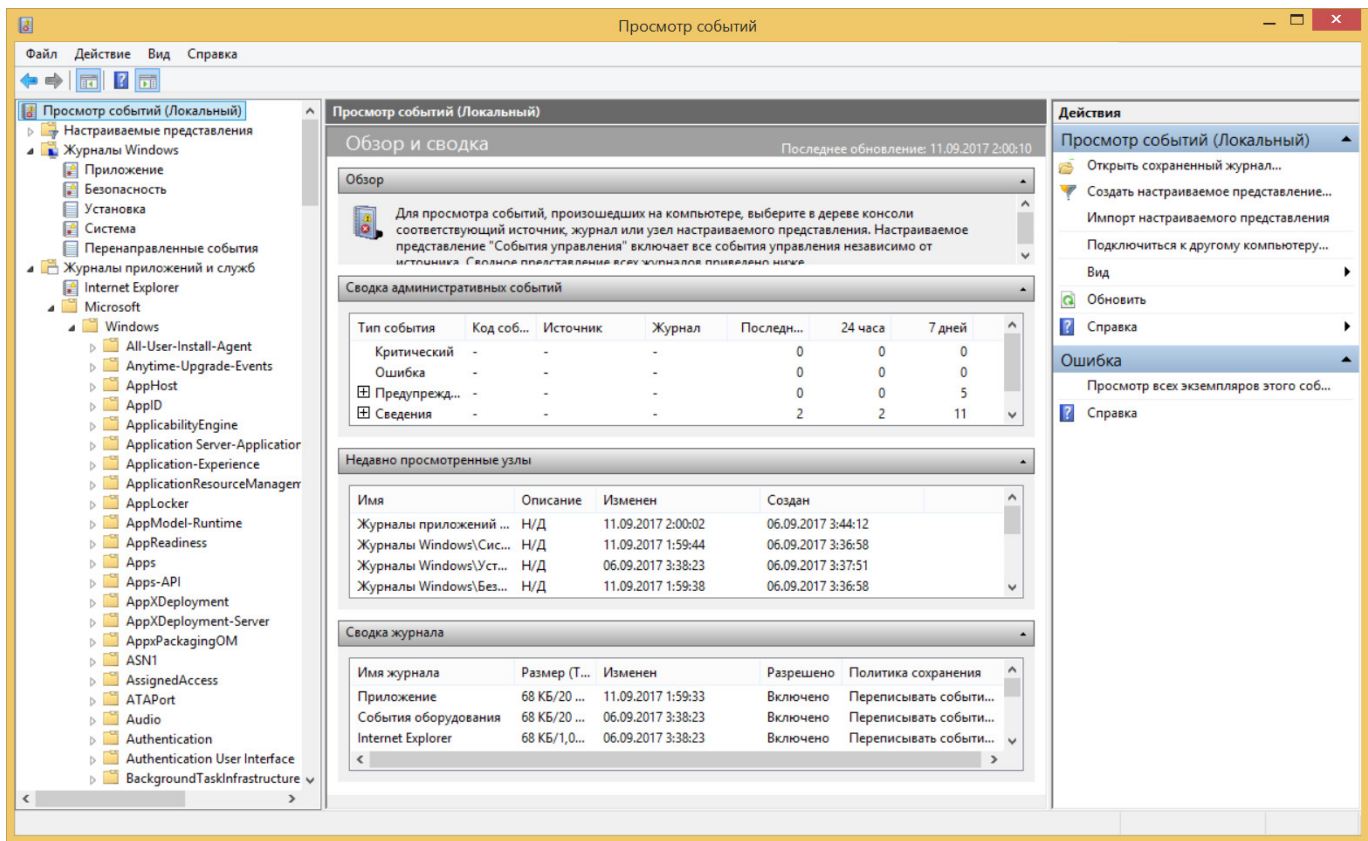 Просмотр событий
Файл Действие Вид Справка
Просмотр событий (Локальный)
Настраиваемые представления
Журналы Windows
Приложение
Безопасность
Установка
Система
Перенаправленные события
Журналы приложений и служб
Internet Explorer
Microsoft
Windows
All-User-Install-Agent
Anytime-Upgrade-Events
AppHost
AppID
ApplicabilityEngine
Application Server-Application
Application-Experience
ApplicationResourceManagem
AppLocker
AppModel-Runtime
AppReadiness
Apps
Apps-API
AppXDeployment
AppXDeployment-Server
AppxPackagingOM
ASN1
AssignedAccess
ATAPort
Audio
Authentication
Authentication User Interface
BackgroundTaskInfrastructure
Просмотр событий (Локальный)
Обзор и сводка Последнее обновление: 11.09.2017 2:00:10
Обзор
Для просмотра событий, произошедших на компьютере, выберите в дереве консоли
соответствующий источник, журнал или узел настраиваемого представления. Настраиваемое
представление "События управления" включает все события управления независимо от
источника. Сводное представление всех журналов приведено ниже.
Сводка административных событий
Тип события Код соб... Источник Журнал Последн... 24 часа 7 дней
Критический - - - 0 0 0
Ошибка - - - 0 0 0
Предупрежд... - - - 0 0 5
Сведения - - - 2 2 11
Недавно просмотренные узлы
Имя Описание Изменен Создан
Журналы приложений ... Н/Д 11.09.2017 2:00:02 06.09.2017 3:44:12
Журналы Windows\Сис... Н/Д 11.09.2017 1:59:44 06.09.2017 3:36:58
Журналы Windows\Уст... Н/Д 06.09.2017 3:38:23 06.09.2017 3:37:51
Журналы Windows\Без... Н/Д 11.09.2017 1:59:38 06.09.2017 3:36:58
Сводка журнала
Имя журнала Размер (Т... Изменен Разрешено Политика сохранения
Приложение 68 КБ/20 ... 11.09.2017 1:59:33 Включено Переписывать событи...
События оборудования 68 КБ/20 ... 06.09.2017 3:38:23 Включено Переписывать событи...
Internet Explorer 68 КБ/1,0... 06.09.2017 3:38:23 Включено Переписывать событи...
Действия
Просмотр событий (Локальный)
Открыть сохраненный журнал...
Создать настраиваемое представление...
Импорт настраиваемого представления
Подключиться к другому компьютеру...
Вид
Обновить
Справка
Ошибка
Просмотр всех экземпляров этого соб...
Справка